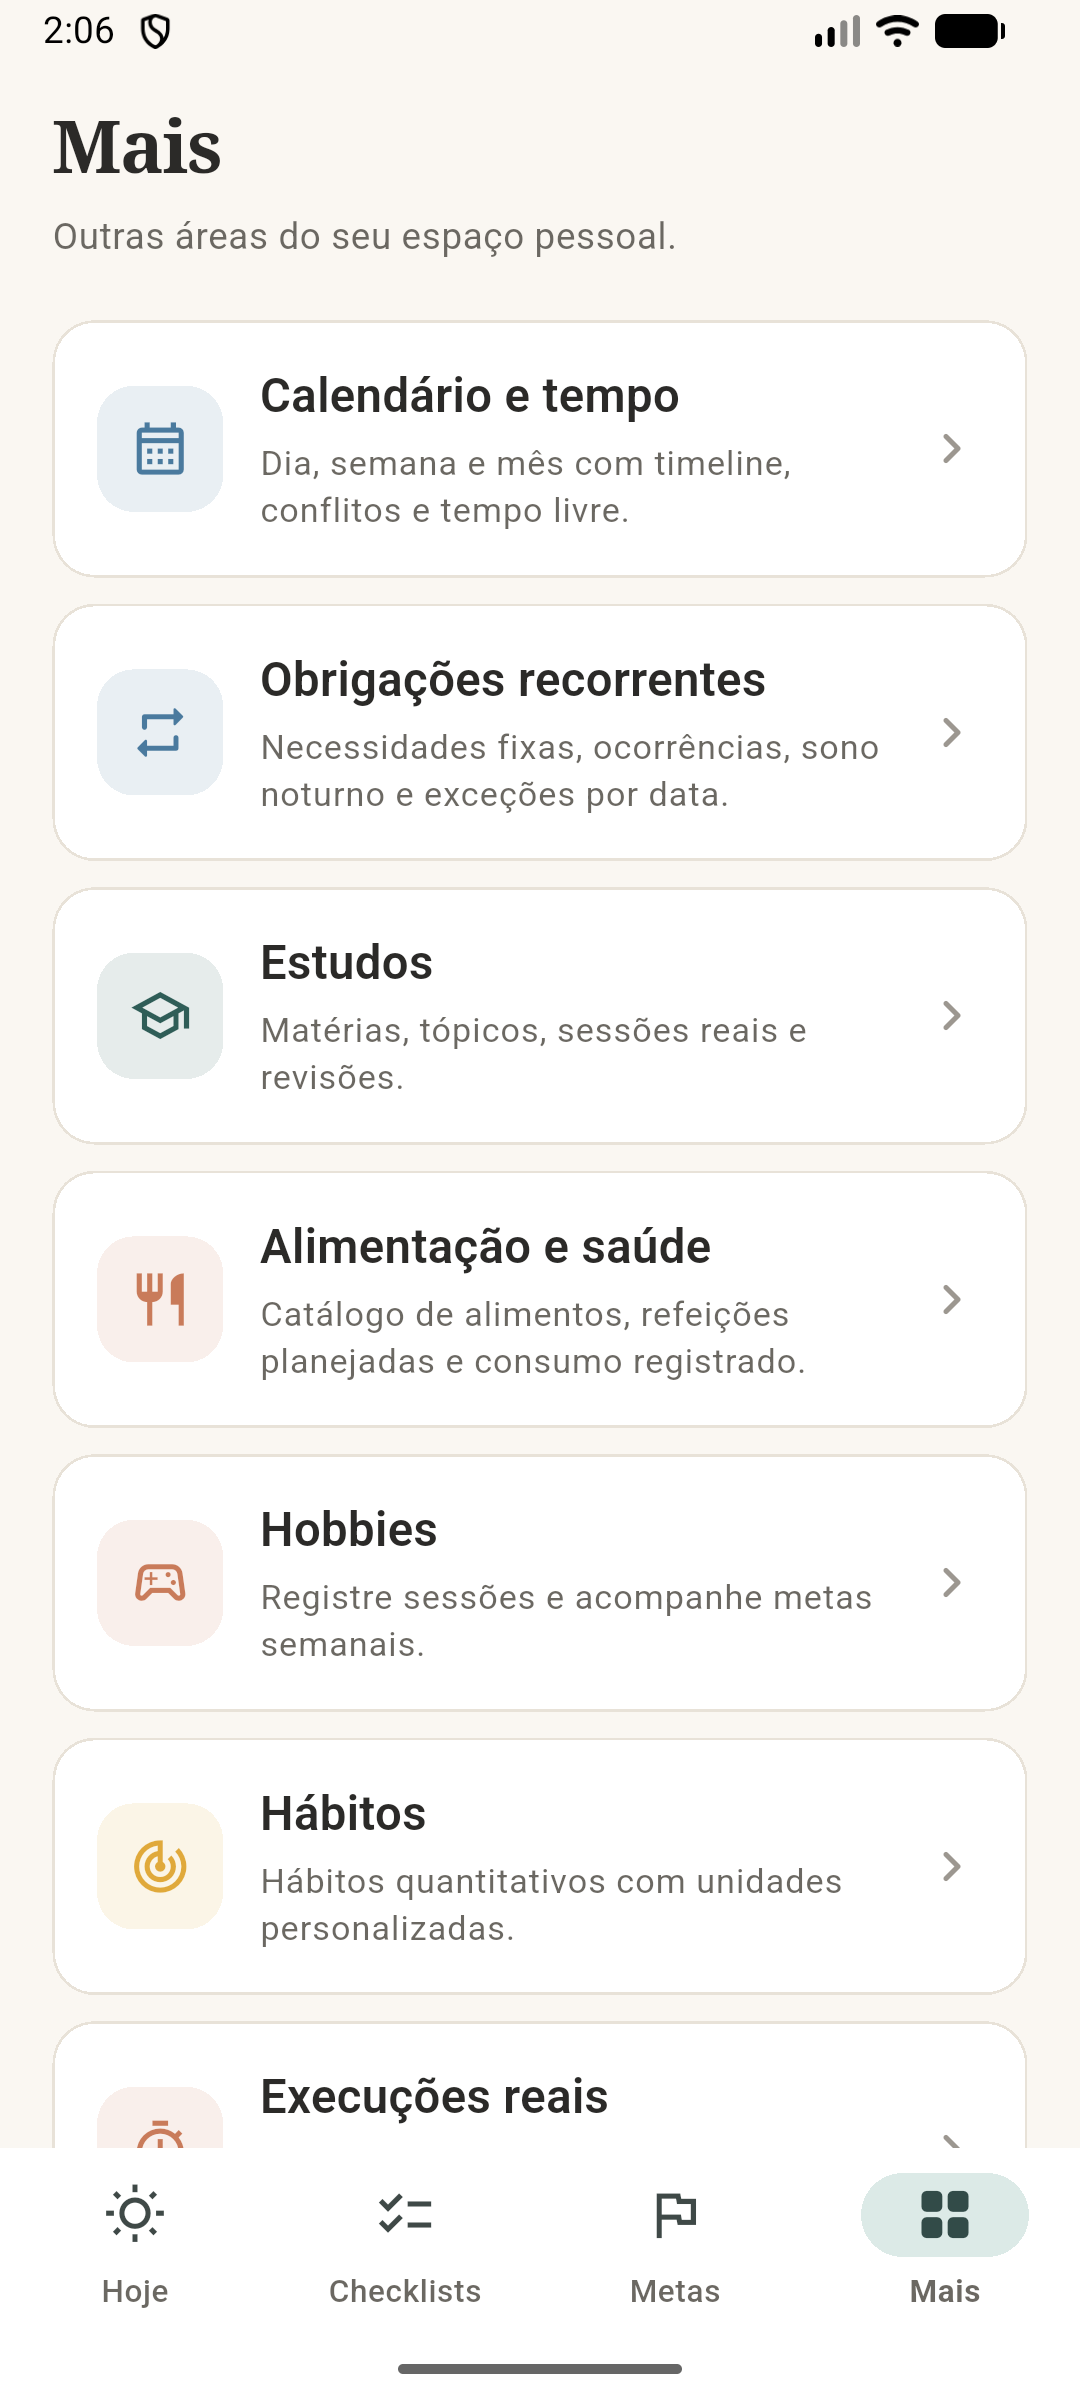 2:06
Mais
Outras áreas do seu espaço pessoal.
Calendário e tempo
Dia, semana e mês com timeline,
conflitos e tempo livre.
Obrigações recorrentes
Necessidades fixas, ocorrências, sono
noturno e exceções por data.
Estudos
Matérias, tópicos, sessões reais e
revisões.
Alimentação e saúde
Catálogo de alimentos, refeições
planejadas e consumo registrado.
Hobbies
Registre sessões e acompanhe metas
semanais.
Hábitos
Hábitos quantitativos com unidades
personalizadas.
Execuções reais
Hoje
Checklists
Metas
Mais